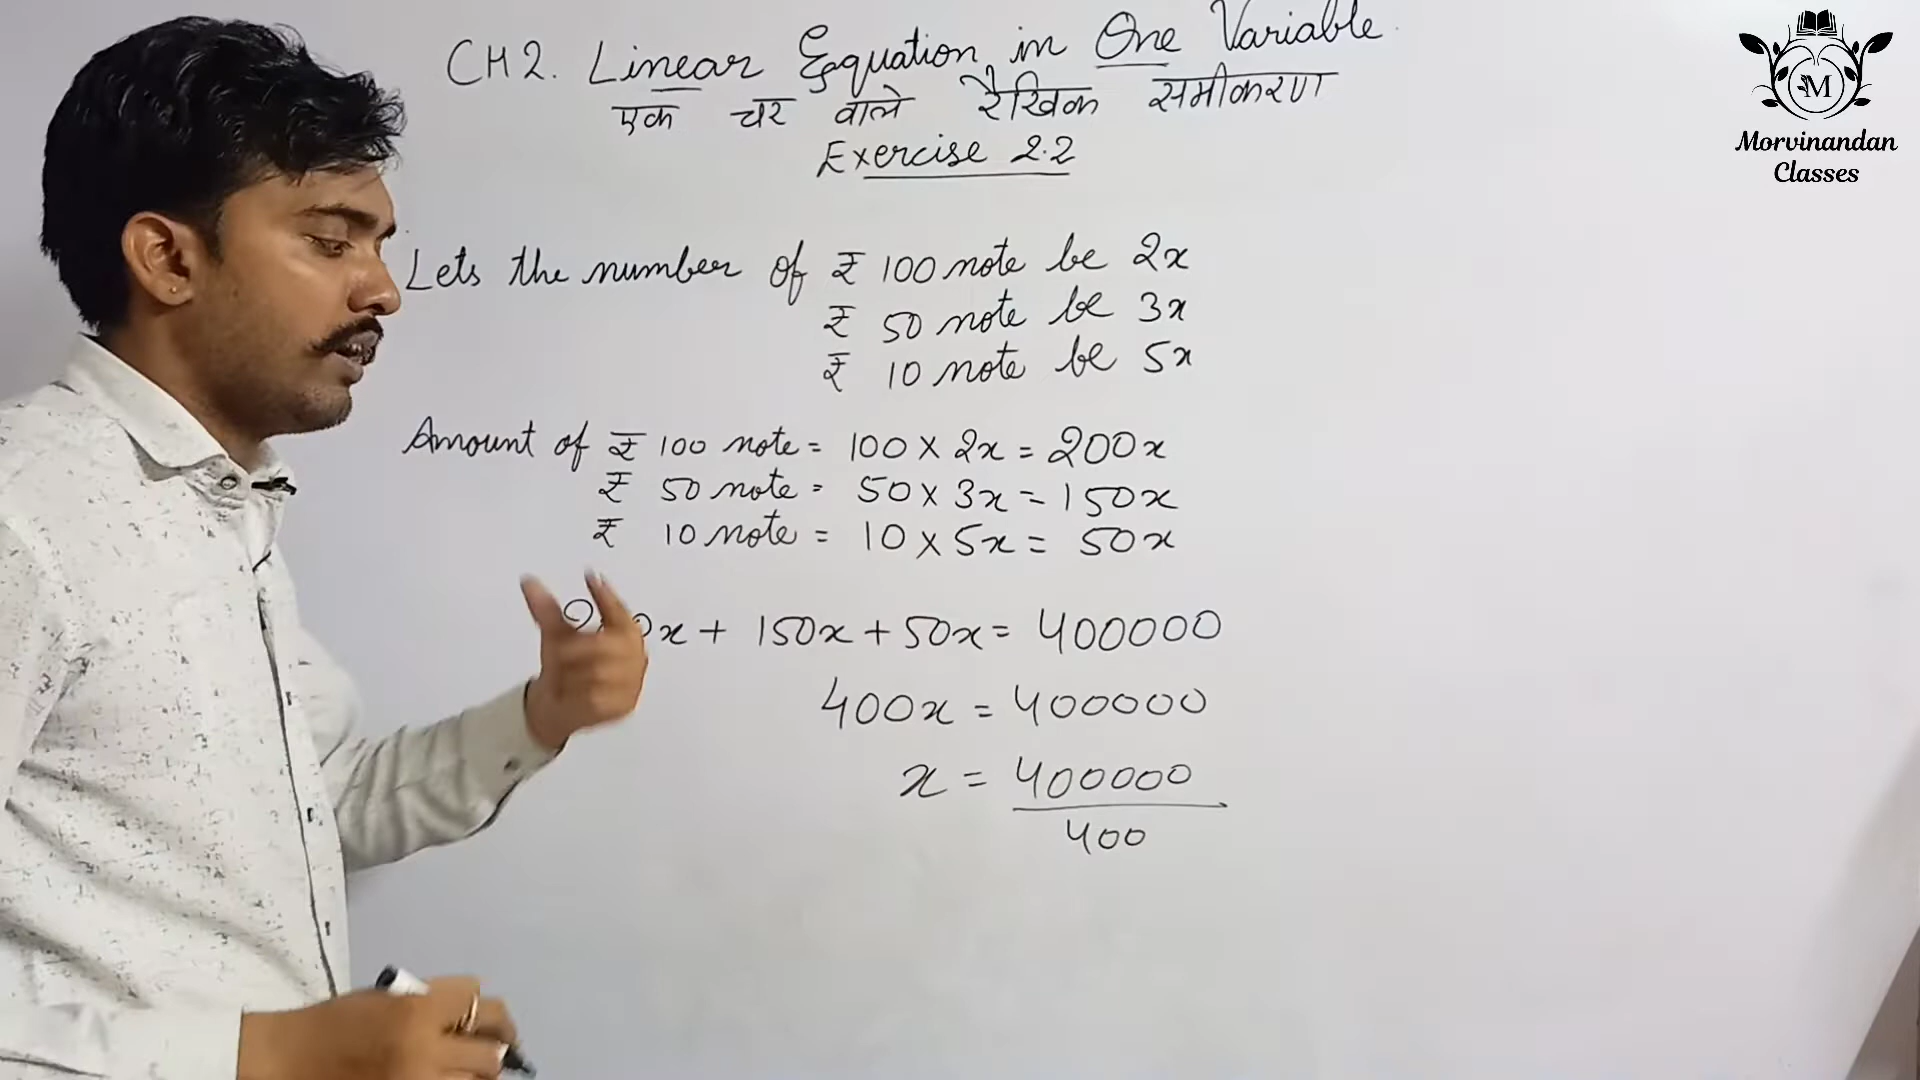 CH 2. Linear Equation in One Variable
एक चर वाले रैखिक समीकरण
Exercise 2.2
M
Morvinandan
Classes
Lets the number of ₹ 100 note be 2x
₹ 50 note be 3x
₹ 10 note be 5x
Amount of ₹ 100 note = 100 × 2x = 200x
₹ 50 note = 50 × 3x = 150x
₹ 10 note = 10 × 5x = 50x
x + 150x + 50x = 400000
400x = 400000
x = 400000
400